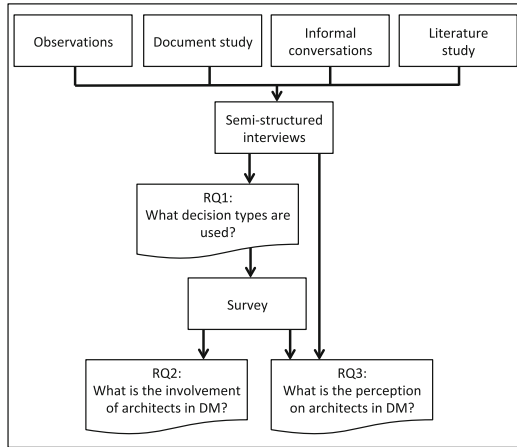 Observations
Document study
Informal
conversations
Literature
study
Semi-structured
interviews
RQ1:
What decision types are
used?
Survey
RQ2:
What is the involvement
of architects in DM?
RQ3:
What is the perception
on architects in DM?